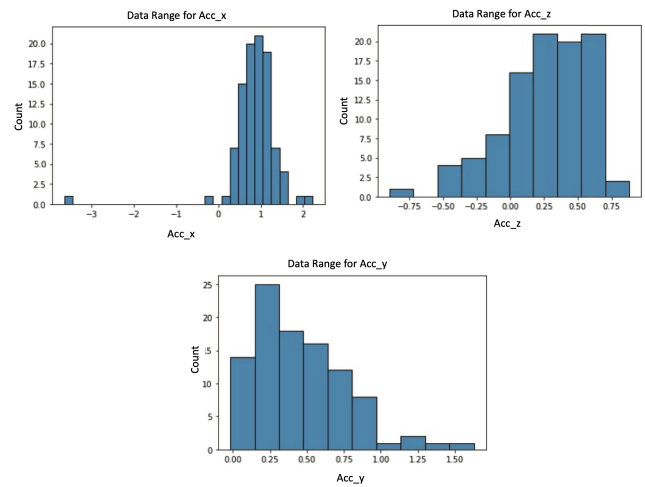 Data Range for Acc_x
20.0
17.5
15.0
12.5
10.0
7.5
5.0
2.5
0.0
Count
−3 −2 −1 0 1 2
Acc_x
Data Range for Acc_z
20.0
17.5
15.0
12.5
10.0
7.5
5.0
2.5
0.0
Count
−0.75 −0.50 −0.25 0.00 0.25 0.50 0.75
Acc_z
Data Range for Acc_y
25
20
15
10
5
0
Count
0.00 0.25 0.50 0.75 1.00 1.25 1.50
Acc_y